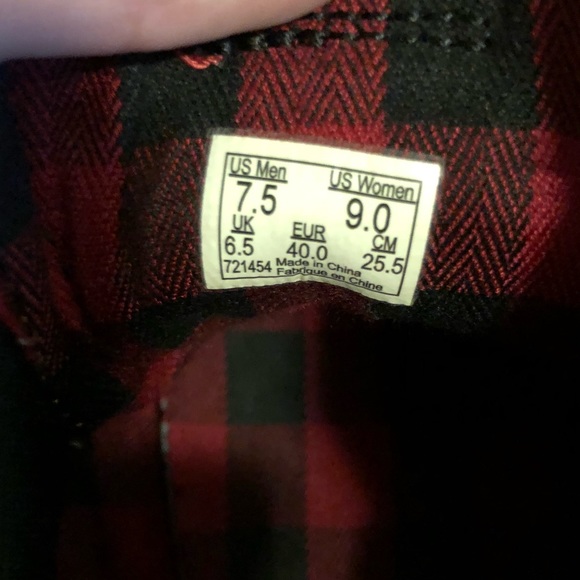 US Men US Women
7.5 9.0
UK EUR CM
6.5 40.0 25.5
721454 Made in China
Fabrique en Chine